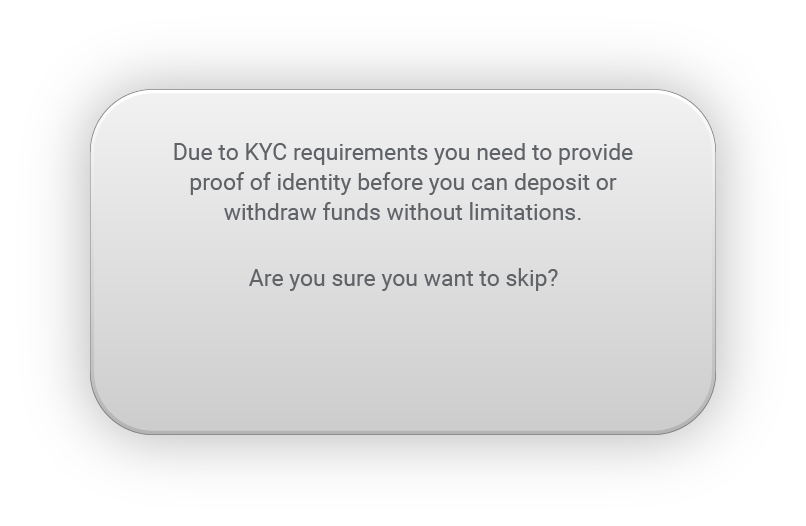 Due to KYC requirements you need to provide
proof of identity before you can deposit or
withdraw funds without limitations.
Are you sure you want to skip?